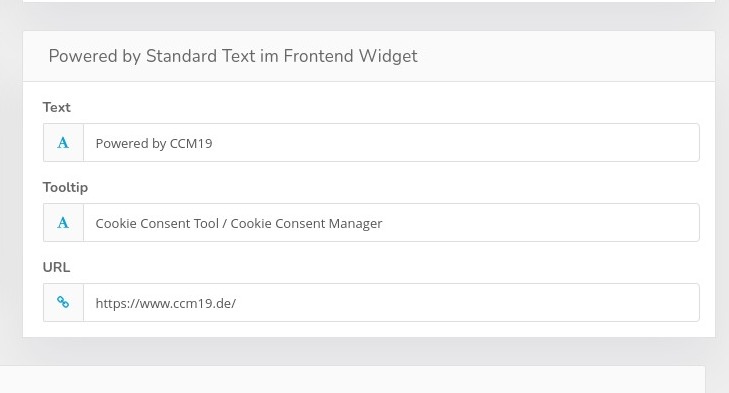 Powered by Standard Text im Frontend Widget
Text
Powered by CCM19
Tooltip
Cookie Consent Tool / Cookie Consent Manager
URL
https://www.ccm19.de/